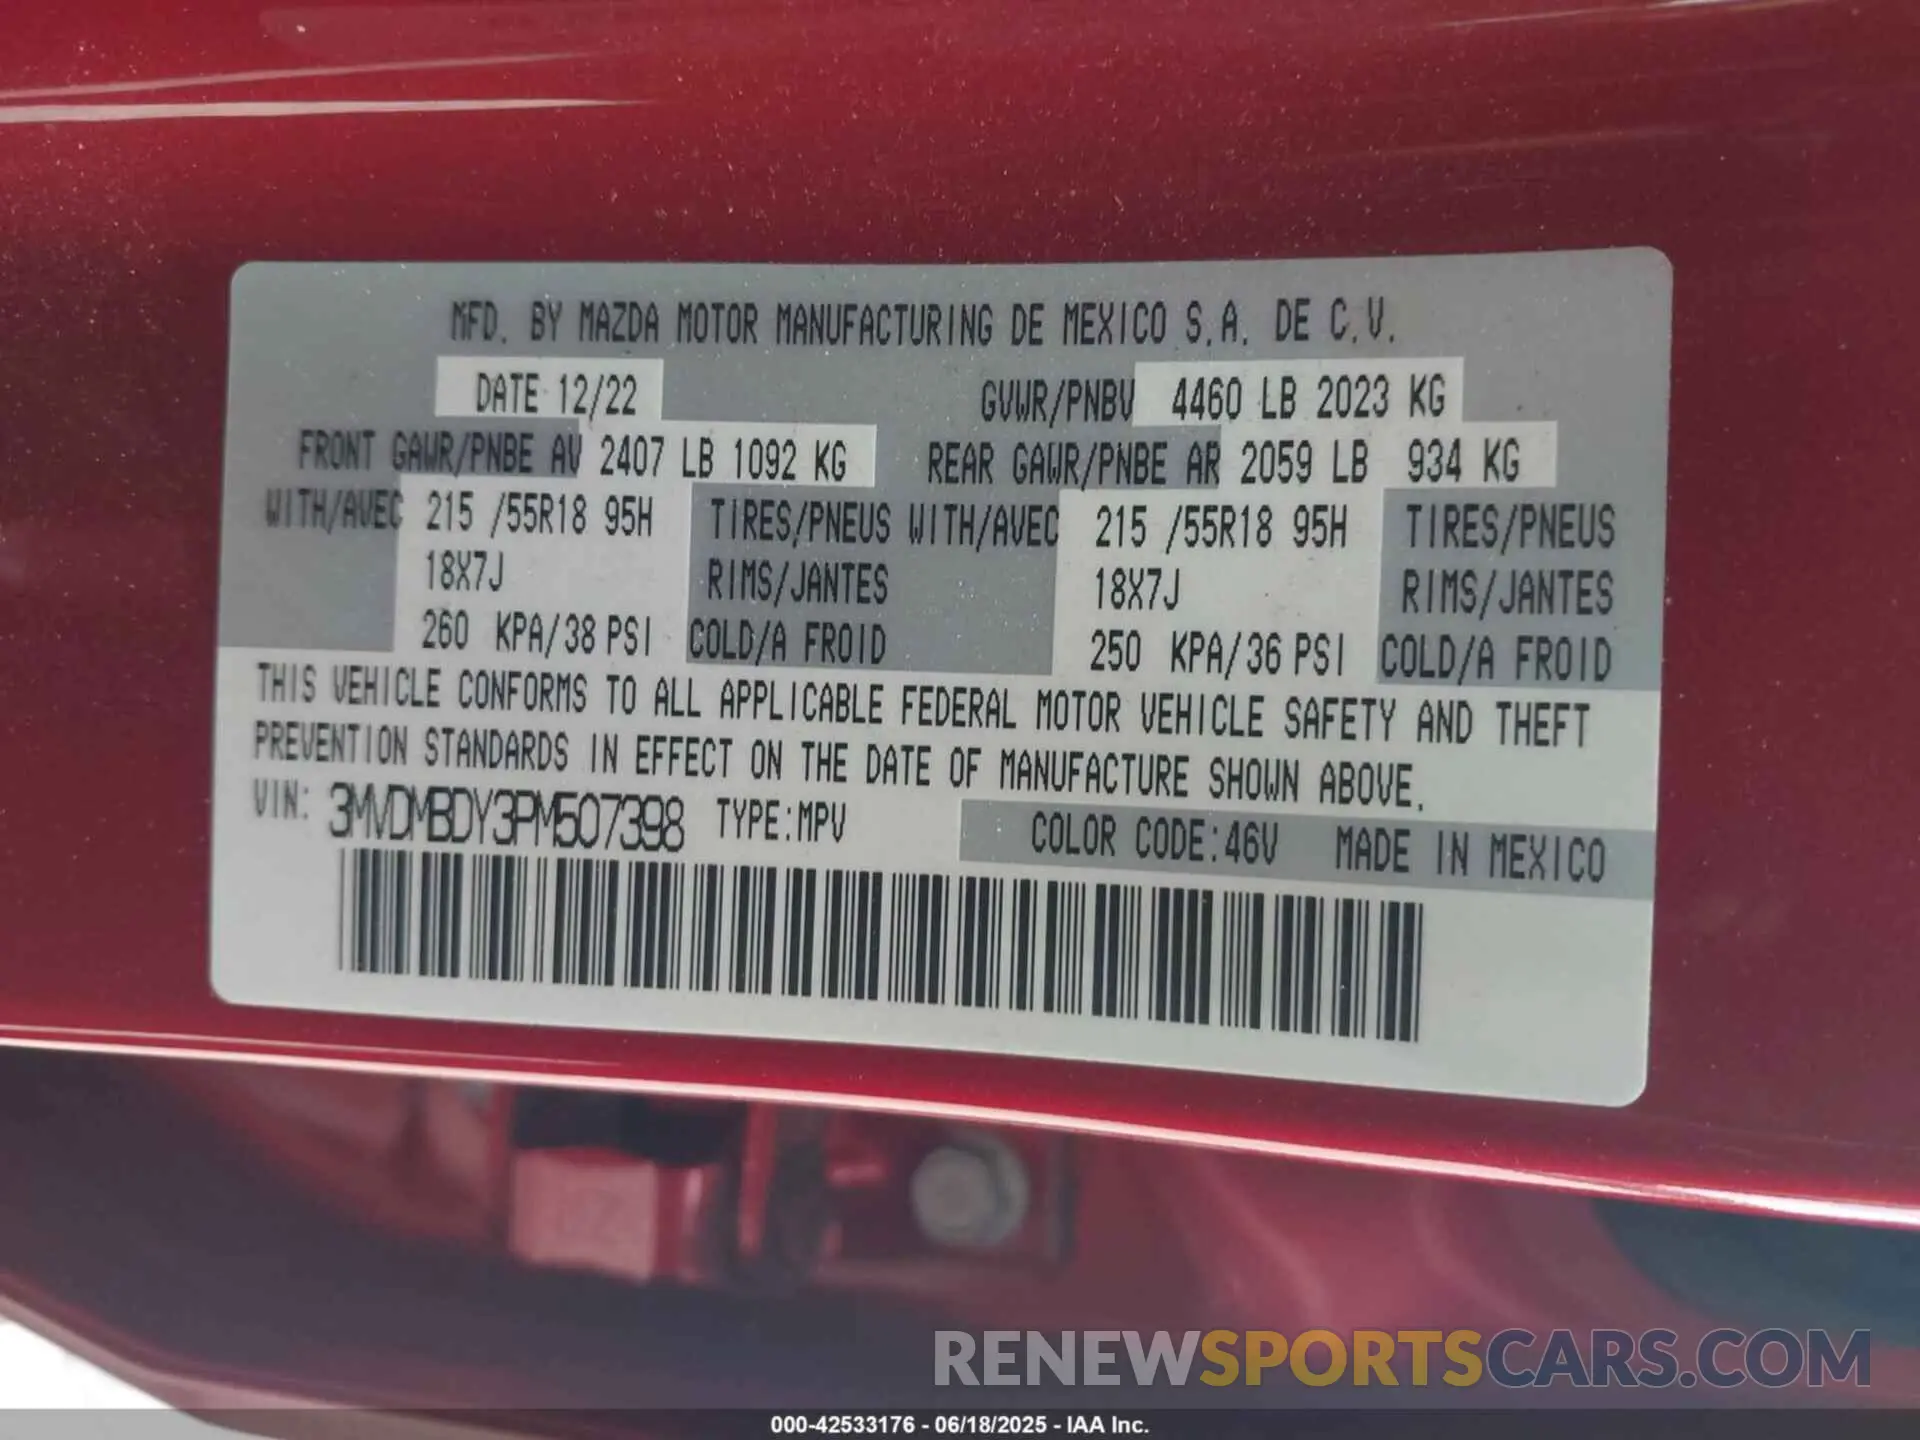 MFD. BY MAZDA MOTOR MANUFACTURING DE MEXICO S.A. DE C.V.
DATE 12/22 GVWR/PNBV 4460 LB 2023 KG
FRONT GAWR/PNBE AV 2407 LB 1092 KG REAR GAWR/PNBE AR 2059 LB 934 KG
WITH/AVEC 215 /55R18 95H TIRES/PNEUS WITH/AVEC 215 /55R18 95H TIRES/PNEUS
18X7J RIMS/JANTES 18X7J RIMS/JANTES
260 KPA/38 PSI COLD/A FROID 250 KPA/36 PSI COLD/A FROID
THIS VEHICLE CONFORMS TO ALL APPLICABLE FEDERAL MOTOR VEHICLE SAFETY AND THEFT
PREVENTION STANDARDS IN EFFECT ON THE DATE OF MANUFACTURE SHOWN ABOVE.
VIN: 3MVDMBDY3PM507398 TYPE:MPV COLOR CODE:46V MADE IN MEXICO
RENEWSPORTSCARS.COM
000-42533176 - 06/18/2025 - IAA Inc.